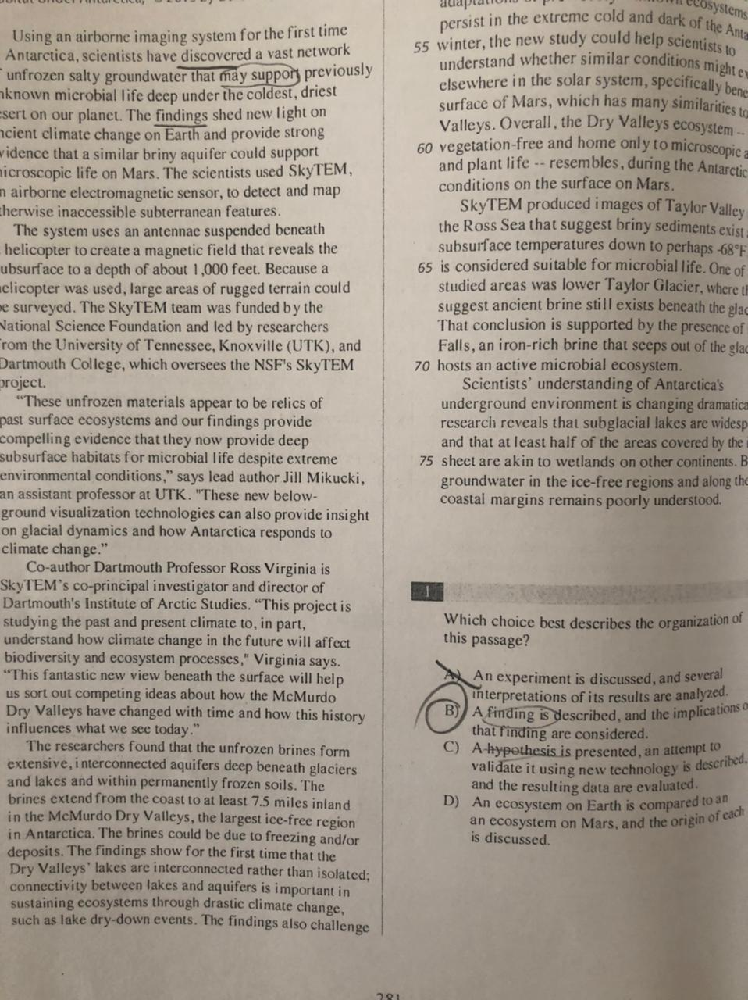 Using an airborne imaging system for the first time
Antarctica, scientists have discovered a vast network
unfrozen salty groundwater that may support previously
nknown microbial life deep under the coldest, driest
sert on our planet. The findings shed new light on
ncient climate change on Earth and provide strong
vidence that a similar briny aquifer could support
nicroscopic life on Mars. The scientists used SkyTEM,
n airborne electromagnetic sensor, to detect and map
therwise inaccessible subterranean features.
The system uses an antennae suspended beneath
helicopter to create a magnetic field that reveals the
ubsurface to a depth of about 1,000 feet. Because a
elicopter was used, large areas of rugged terrain could
e surveyed. The SkyTEM team was funded by the
National Science Foundation and led by researchers
rom the University of Tennessee, Knoxville (UTK), and
Dartmouth College, which oversees the NSF's SkyTEM
project.
“These unfrozen materials appear to be relics of
past surface ecosystems and our findings provide
compelling evidence that they now provide deep
subsurface habitats for microbial life despite extreme
environmental conditions,” says lead author Jill Mikucki,
an assistant professor at UTK. "These new below-
ground visualization technologies can also provide insight
on glacial dynamics and how Antarctica responds to
climate change.”
Co-author Dartmouth Professor Ross Virginia is
SkyTEM's co-principal investigator and director of
Dartmouth's Institute of Arctic Studies. “This project is
studying the past and present climate to, in part,
understand how climate change in the future will affect
biodiversity and ecosystem processes," Virginia says.
“This fantastic new view beneath the surface will help
us sort out competing ideas about how the McMurdo
Dry Valleys have changed with time and how this history
influences what we see today.”
The researchers found that the unfrozen brines form
extensive, interconnected aquifers deep beneath glaciers
and lakes and within permanently frozen soils. The
brines extend from the coast to at least 7.5 miles inland
in the McMurdo Dry Valleys, the largest ice-free region
in Antarctica. The brines could be due to freezing and/or
deposits. The findings show for the first time that the
Dry Valleys' lakes are interconnected rather than isolated;
connectivity between lakes and aquifers is important in
sustaining ecosystems through drastic climate change,
such as lake dry-down events. The findings also challenge
ecosystems
persist in the extreme cold and dark of the Anta
55 winter, the new study could help scientists to
understand whether similar conditions might ex
elsewhere in the solar system, specifically bene
surface of Mars, which has many similarities to
Valleys. Overall, the Dry Valleys ecosystem --
60 vegetation-free and home only to microscopic a
and plant life -- resembles, during the Antarctic
conditions on the surface on Mars.
SkyTEM produced images of Taylor Valley
the Ross Sea that suggest briny sediments exist
subsurface temperatures down to perhaps -68°F
65 is considered suitable for microbial life. One of
studied areas was lower Taylor Glacier, where th
suggest ancient brine still exists beneath the glac
That conclusion is supported by the presence of
Falls, an iron-rich brine that seeps out of the glac
70 hosts an active microbial ecosystem.
Scientists’ understanding of Antarctica's
underground environment is changing dramatica
research reveals that subglacial lakes are widesp
and that at least half of the areas covered by the
75 sheet are akin to wetlands on other continents. B
groundwater in the ice-free regions and along the
coastal margins remains poorly understood.
1
Which choice best describes the organization of
this passage?
A) An experiment is discussed, and several
interpretations of its results are analyzed.
B) A finding is described, and the implications o
that finding are considered.
C) A hypothesis is presented, an attempt to
validate it using new technology is described,
and the resulting data are evaluated.
D) An ecosystem on Earth is compared to an
an ecosystem on Mars, and the origin of each
is discussed.
281